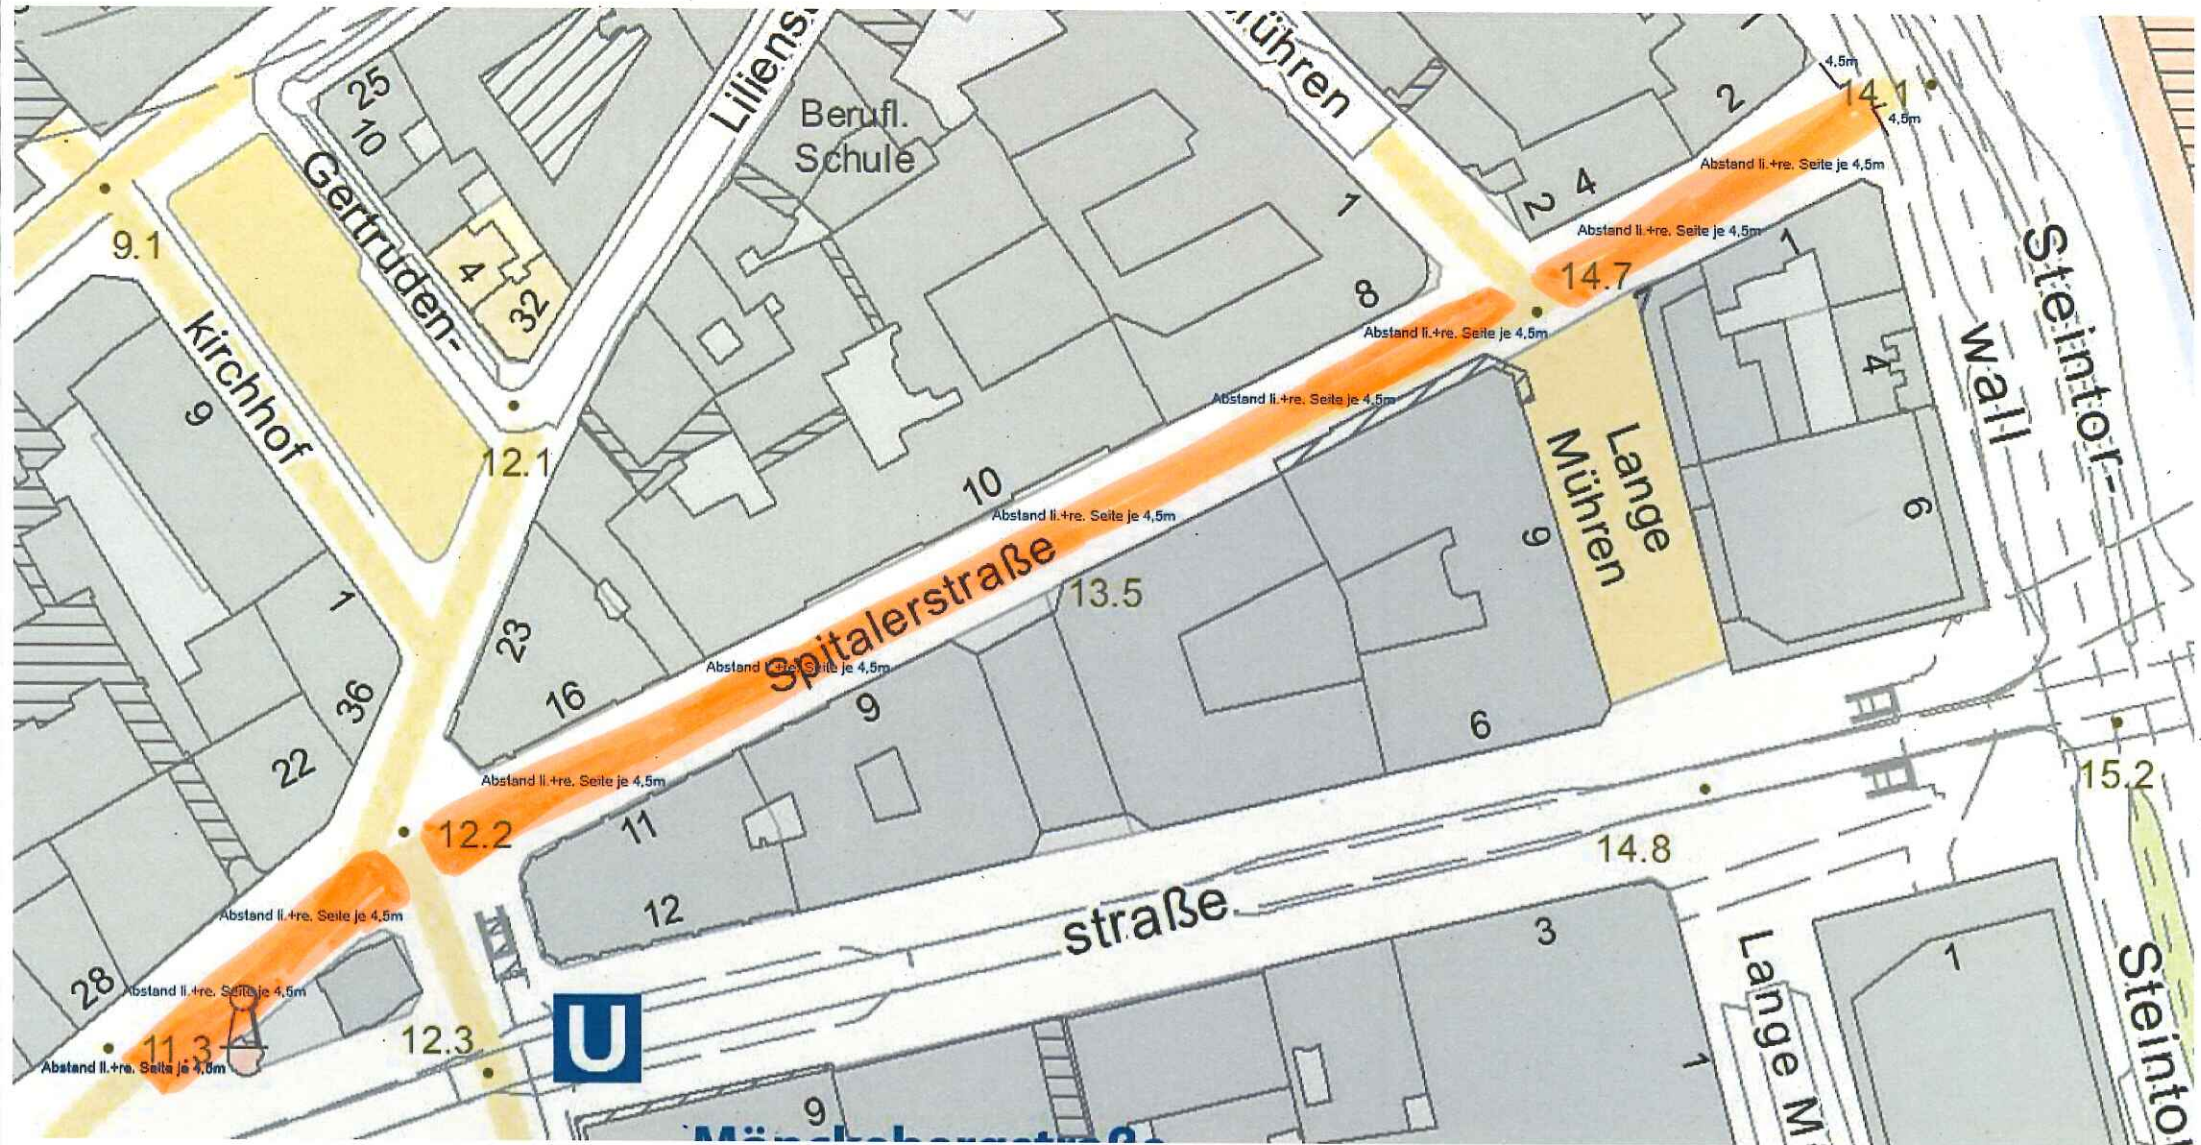 25
10
Liliens
Berufl.
Schule
ühren
2
4,5m
14.1
4,5m
Abstand li.+re. Seite je 4,5m
4
2
1
Gertruden-
9.1
4
32
8
Abstand li.+re. Seite je 4,5m
14.7
1
Steintor-
wall
kirchhof
9
Abstand li.+re. Seite je 4,5m
4
Abstand li.+re. Seite je 4,5m
12.1
10
Lange
Mühren
9
6
Abstand li.+re. Seite je 4,5m
Spitalerstraße
13.5
1
23
Abstand li.+re. Seite je 4,5m
16
9
36
22
6
Abstand li.+re. Seite je 4,5m
12.2
11
15.2
14.8
12
straße
3
Abstand li.+re. Seite je 4,5m
28
Abstand li.+re. Seite je 4,5m
11.3
12.3
U
Abstand li.+re. Seite je 4,5m
Lange M
1
1
Steinto
9
Mönckebergstraße